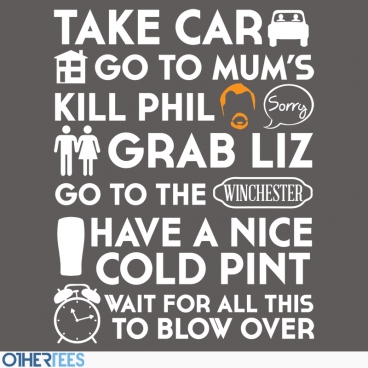 TAKE CAR
GO TO MUM'S
KILL PHIL Sorry
GRAB LIZ
GO TO THE WINCHESTER
HAVE A NICE
COLD PINT
WAIT FOR ALL THIS
TO BLOW OVER
OTHERTEES